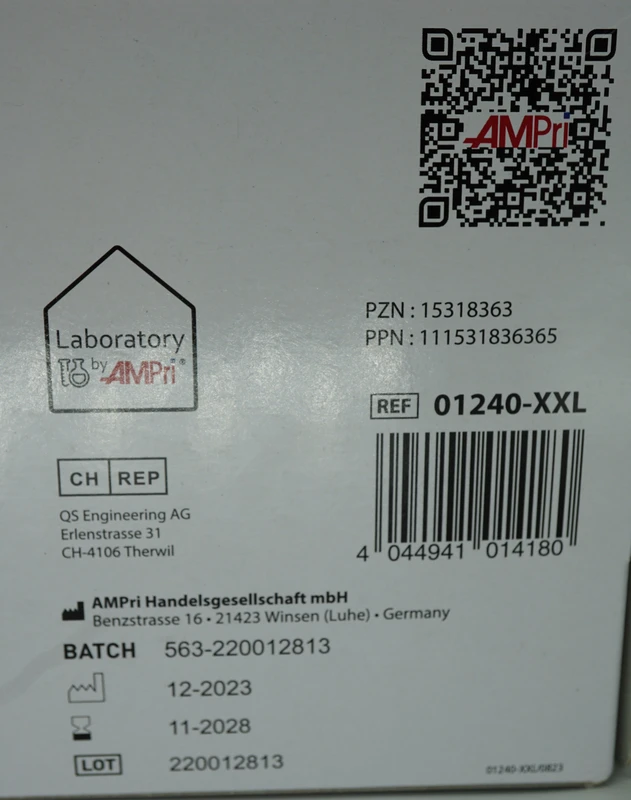 AMPri
PZN : 15318363
PPN : 111531836365
Laboratory
by AMPri®
REF 01240-XXL
4 044941 014180
CH REP
QS Engineering AG
Erlenstrasse 31
CH-4106 Therwil
AMPri Handelsgesellschaft mbH
Benzstrasse 16 • 21423 Winsen (Luhe) • Germany
BATCH 563-220012813
12-2023
11-2028
LOT 220012813
01240-XXL/0823